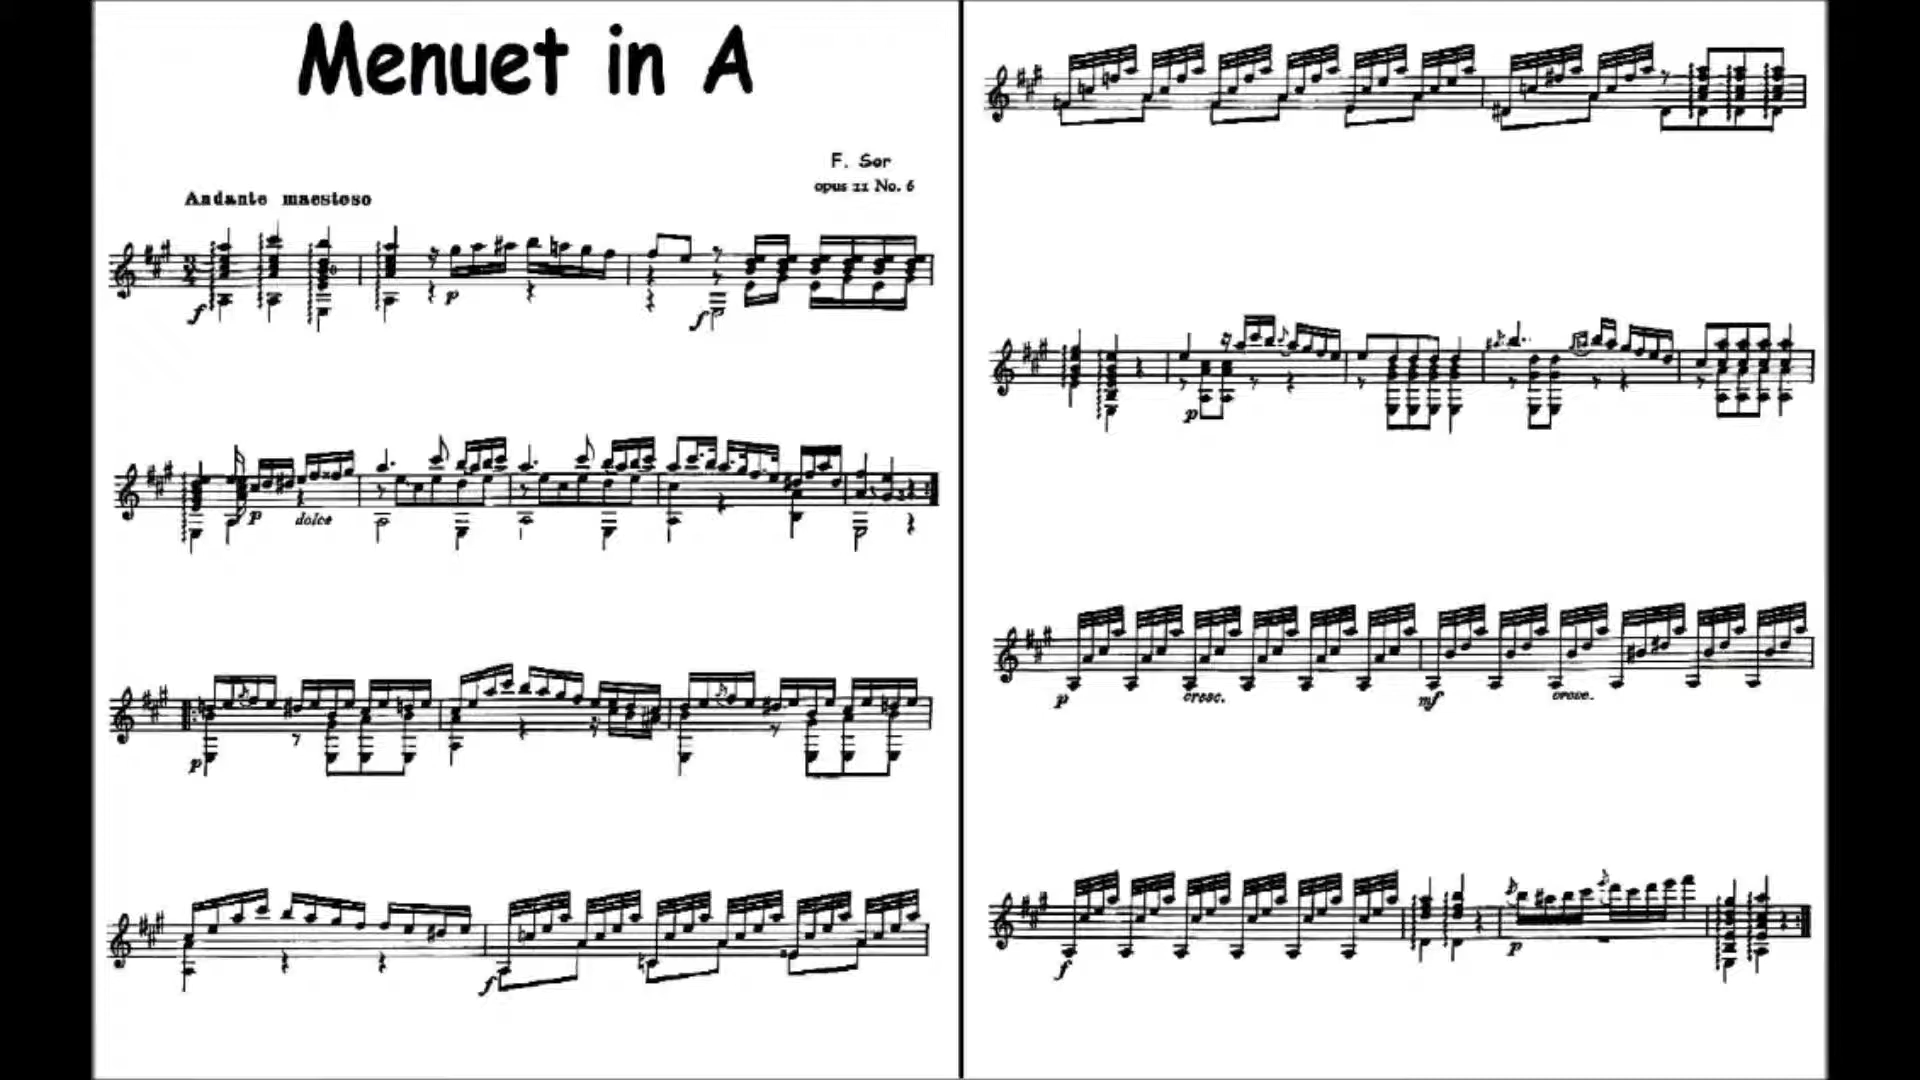 Menuet in A
F. Sor
opus 11 No. 6
Andante maestoso
f
p
f
p
dolce
p
f
p
p
cresc.
mf
cresc.
f
p